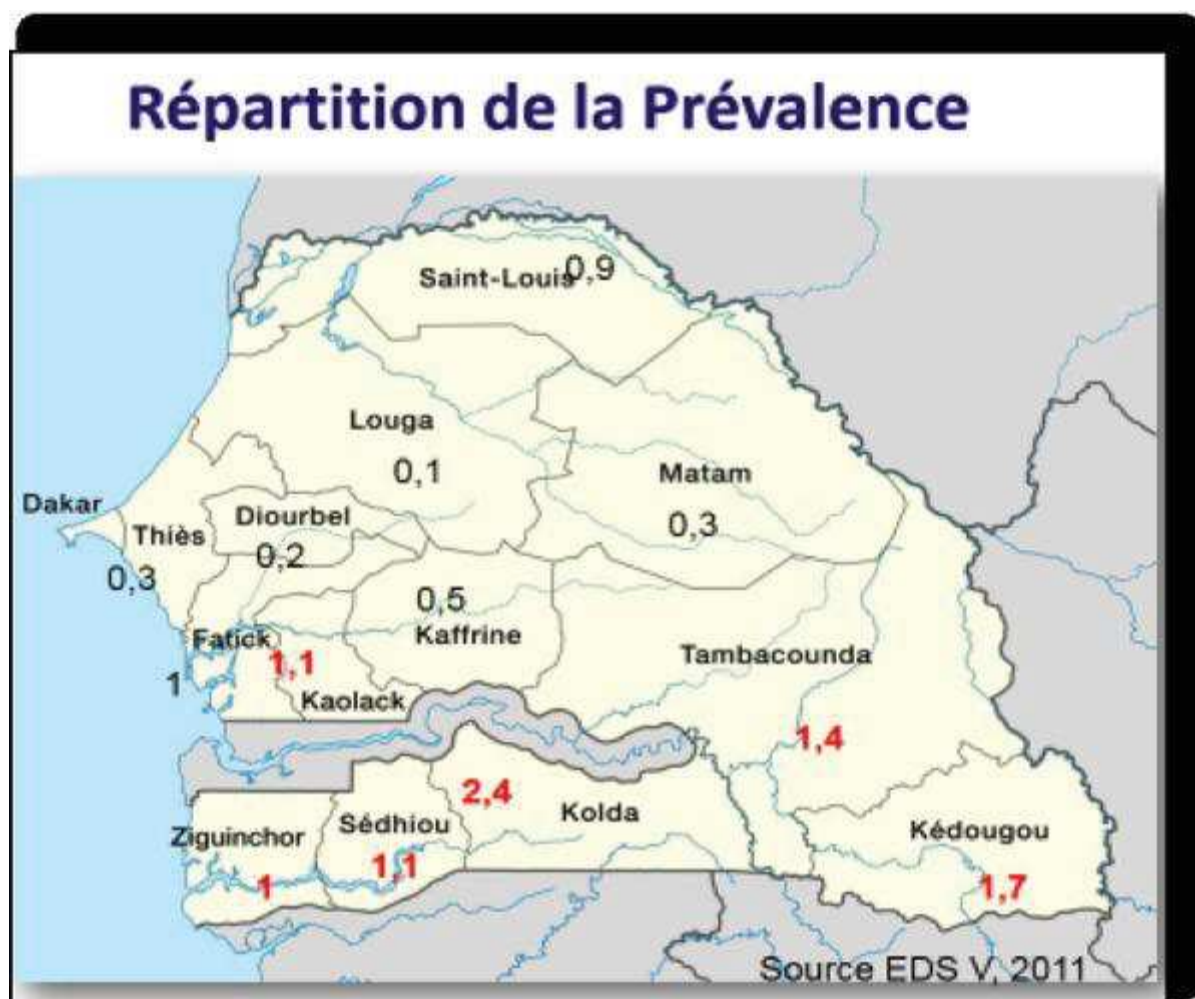 Répartition de la Prévalence
Saint-Louis 0,9
Louga
0,1
Matam
0,3
Dakar
Thiès
0,3
Diourbel
0,2
0,5
Kaffrine
Fatick
1
1,1
Kaolack
Tambacounda
1,4
2,4
Kolda
Sédhiou
1,1
Ziguinchor
1
Kédougou
1,7
Source EDS V, 2011